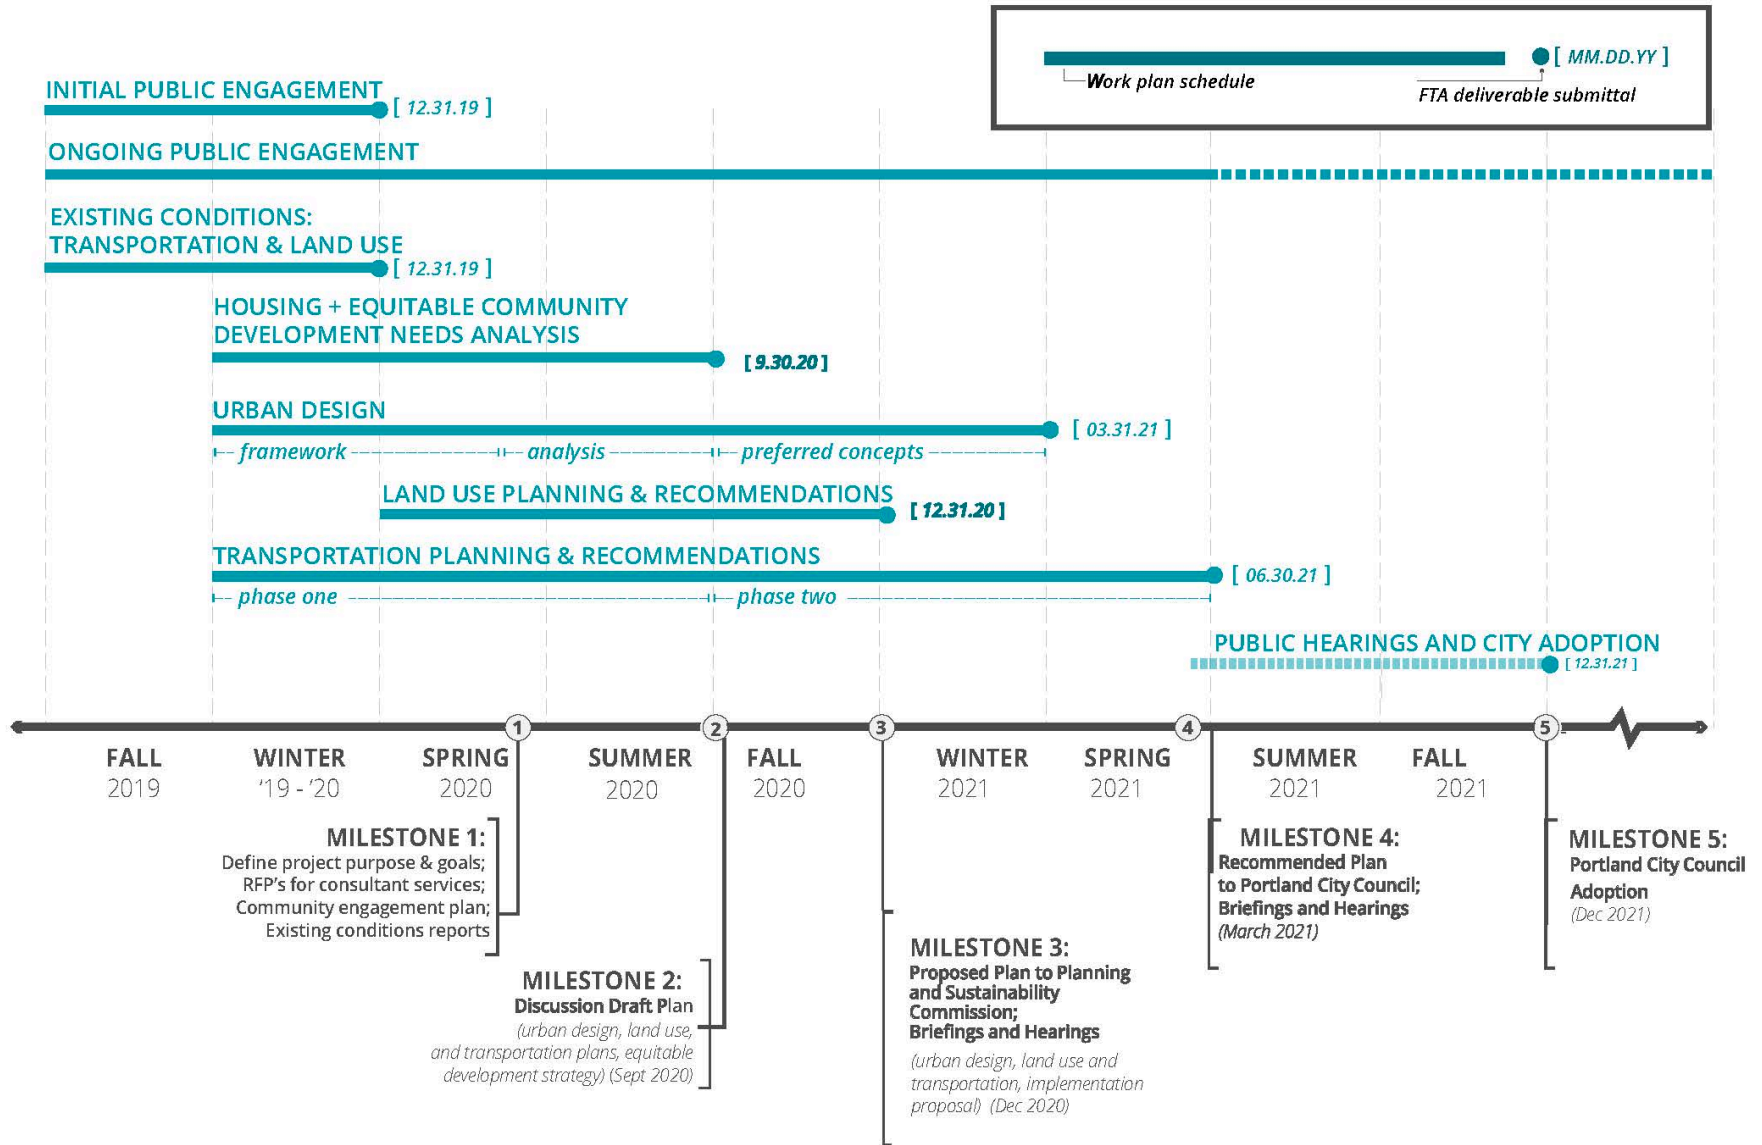 [ MM.DD.YY ]
Work plan schedule
FTA deliverable submittal
INITIAL PUBLIC ENGAGEMENT
[ 12.31.19 ]
ONGOING PUBLIC ENGAGEMENT
EXISTING CONDITIONS:
TRANSPORTATION & LAND USE
[ 12.31.19 ]
HOUSING + EQUITABLE COMMUNITY
DEVELOPMENT NEEDS ANALYSIS
[ 9.30.20 ]
URBAN DESIGN
[ 03.31.21 ]
framework analysis preferred concepts
LAND USE PLANNING & RECOMMENDATIONS
[ 12.31.20 ]
TRANSPORTATION PLANNING & RECOMMENDATIONS
[ 06.30.21 ]
phase one phase two
PUBLIC HEARINGS AND CITY ADOPTION
[ 12.31.21 ]
1 2 3 4 5
FALL WINTER SPRING SUMMER FALL WINTER SPRING SUMMER FALL
2019 '19 - '20 2020 2020 2020 2021 2021 2021 2021
MILESTONE 1:
Define project purpose & goals;
RFP's for consultant services;
Community engagement plan;
Existing conditions reports
MILESTONE 2:
Discussion Draft Plan
(urban design, land use,
and transportation plans, equitable
development strategy) (Sept 2020)
MILESTONE 3:
Proposed Plan to Planning
and Sustainability
Commission;
Briefings and Hearings
(urban design, land use and
transportation, implementation
proposal) (Dec 2020)
MILESTONE 4:
Recommended Plan
to Portland City Council;
Briefings and Hearings
(March 2021)
MILESTONE 5:
Portland City Council
Adoption
(Dec 2021)